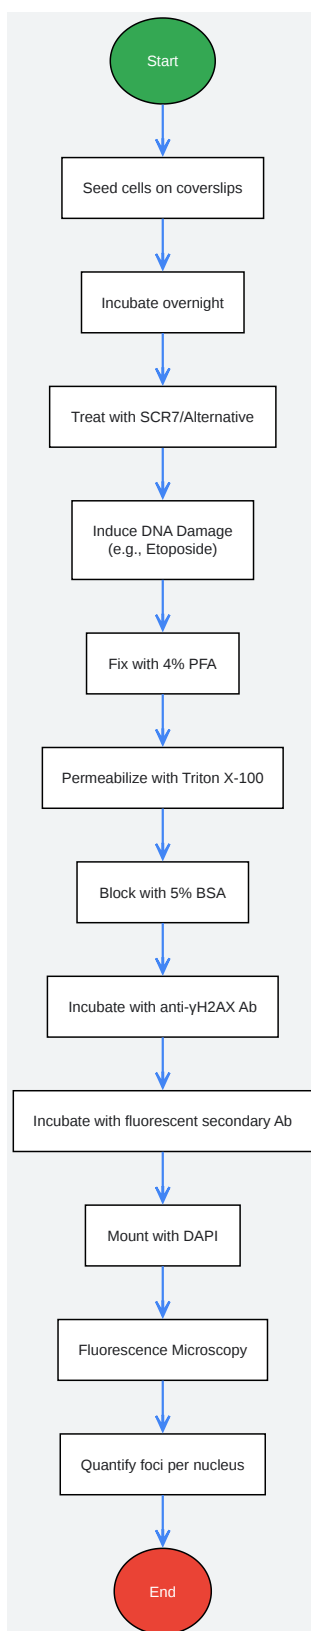 Start
Seed cells on coverslips
Incubate overnight
Treat with SCR7/Alternative
Induce DNA Damage
(e.g., Etoposide)
Fix with 4% PFA
Permeabilize with Triton X-100
Block with 5% BSA
Incubate with anti-γH2AX Ab
Incubate with fluorescent secondary Ab
Mount with DAPI
Fluorescence Microscopy
Quantify foci per nucleus
End